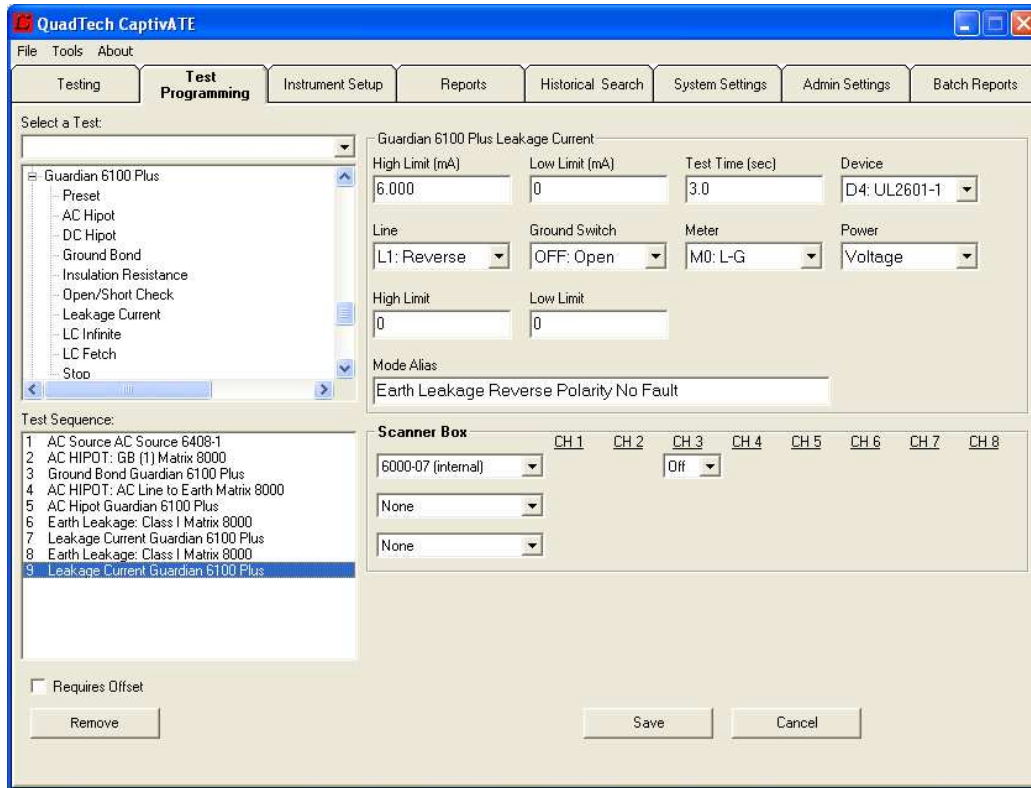 QuadTech CaptivATE
File Tools About
Testing
Test Programming
Instrument Setup
Reports
Historical Search
System Settings
Admin Settings
Batch Reports
Select a Test:
Guardian 6100 Plus
Preset
AC Hipot
DC Hipot
Ground Bond
Insulation Resistance
Open/Short Check
Leakage Current
LC Infinite
LC Fetch
Stop
Guardian 6100 Plus Leakage Current
High Limit (mA) Low Limit (mA) Test Time (sec) Device
6.000 0 3.0 D4: UL2601-1
Line Ground Switch Meter Power
L1: Reverse OFF: Open M0: L-G Voltage
High Limit Low Limit
0 0
Mode Alias
Earth Leakage Reverse Polarity No Fault
Test Sequence:
1 AC Source AC Source 6408-1
2 AC HIPOT: GB (1) Matrix 8000
3 Ground Bond Guardian 6100 Plus
4 AC HIPOT: AC Line to Earth Matrix 8000
5 AC Hipot Guardian 6100 Plus
6 Earth Leakage: Class I Matrix 8000
7 Leakage Current Guardian 6100 Plus
8 Earth Leakage: Class I Matrix 8000
9 Leakage Current Guardian 6100 Plus
Scanner Box CH 1 CH 2 CH 3 CH 4 CH 5 CH 6 CH 7 CH 8
6000-07 (internal) Off
None
None
Requires Offset
Remove Save Cancel